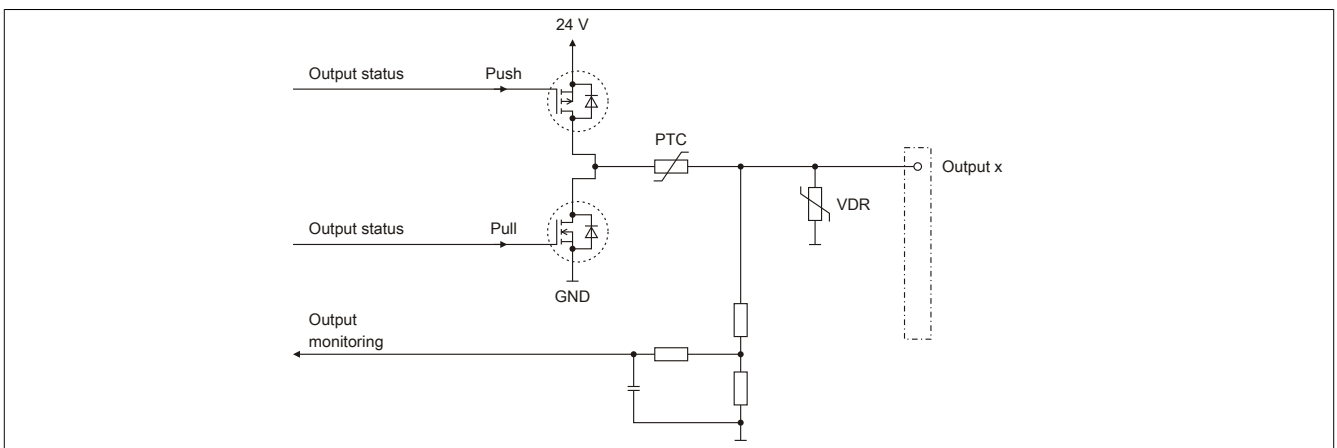 24 V
Output status
Push
PTC
Output x
VDR
Output status
Pull
GND
Output
monitoring